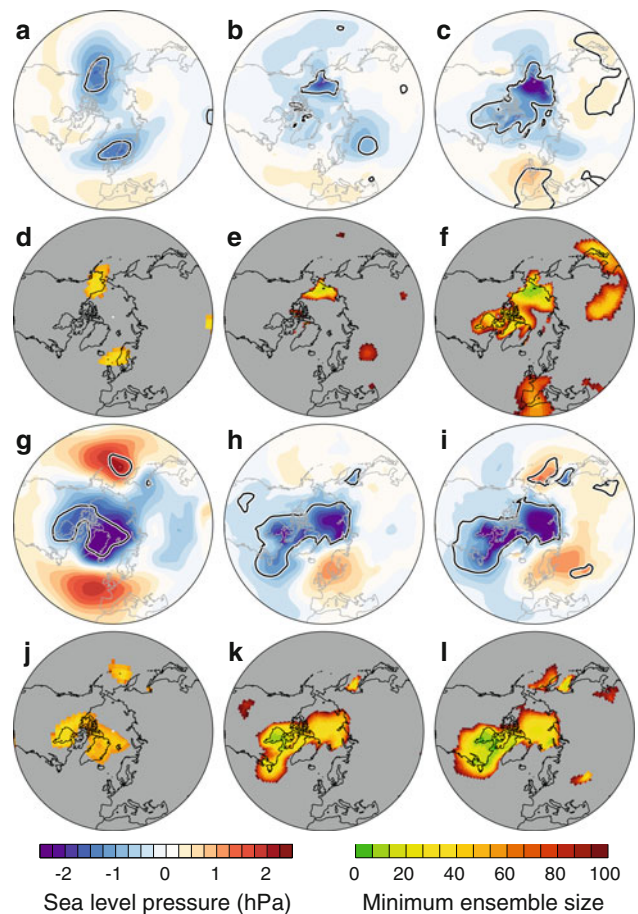 a b c
d e f
g h i
j k l
-2 -1 0 1 2
0 20 40 60 80 100
Sea level pressure (hPa) Minimum ensemble size